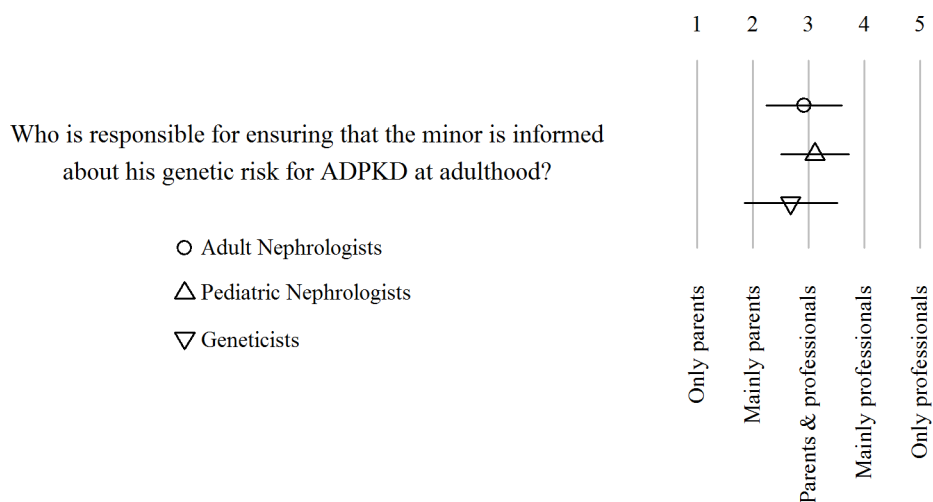 1 2 3 4 5
Who is responsible for ensuring that the minor is informed
about his genetic risk for ADPKD at adulthood?
Adult Nephrologists
Pediatric Nephrologists
Geneticists
Only parents
Mainly parents
Parents & professionals
Mainly professionals
Only professionals